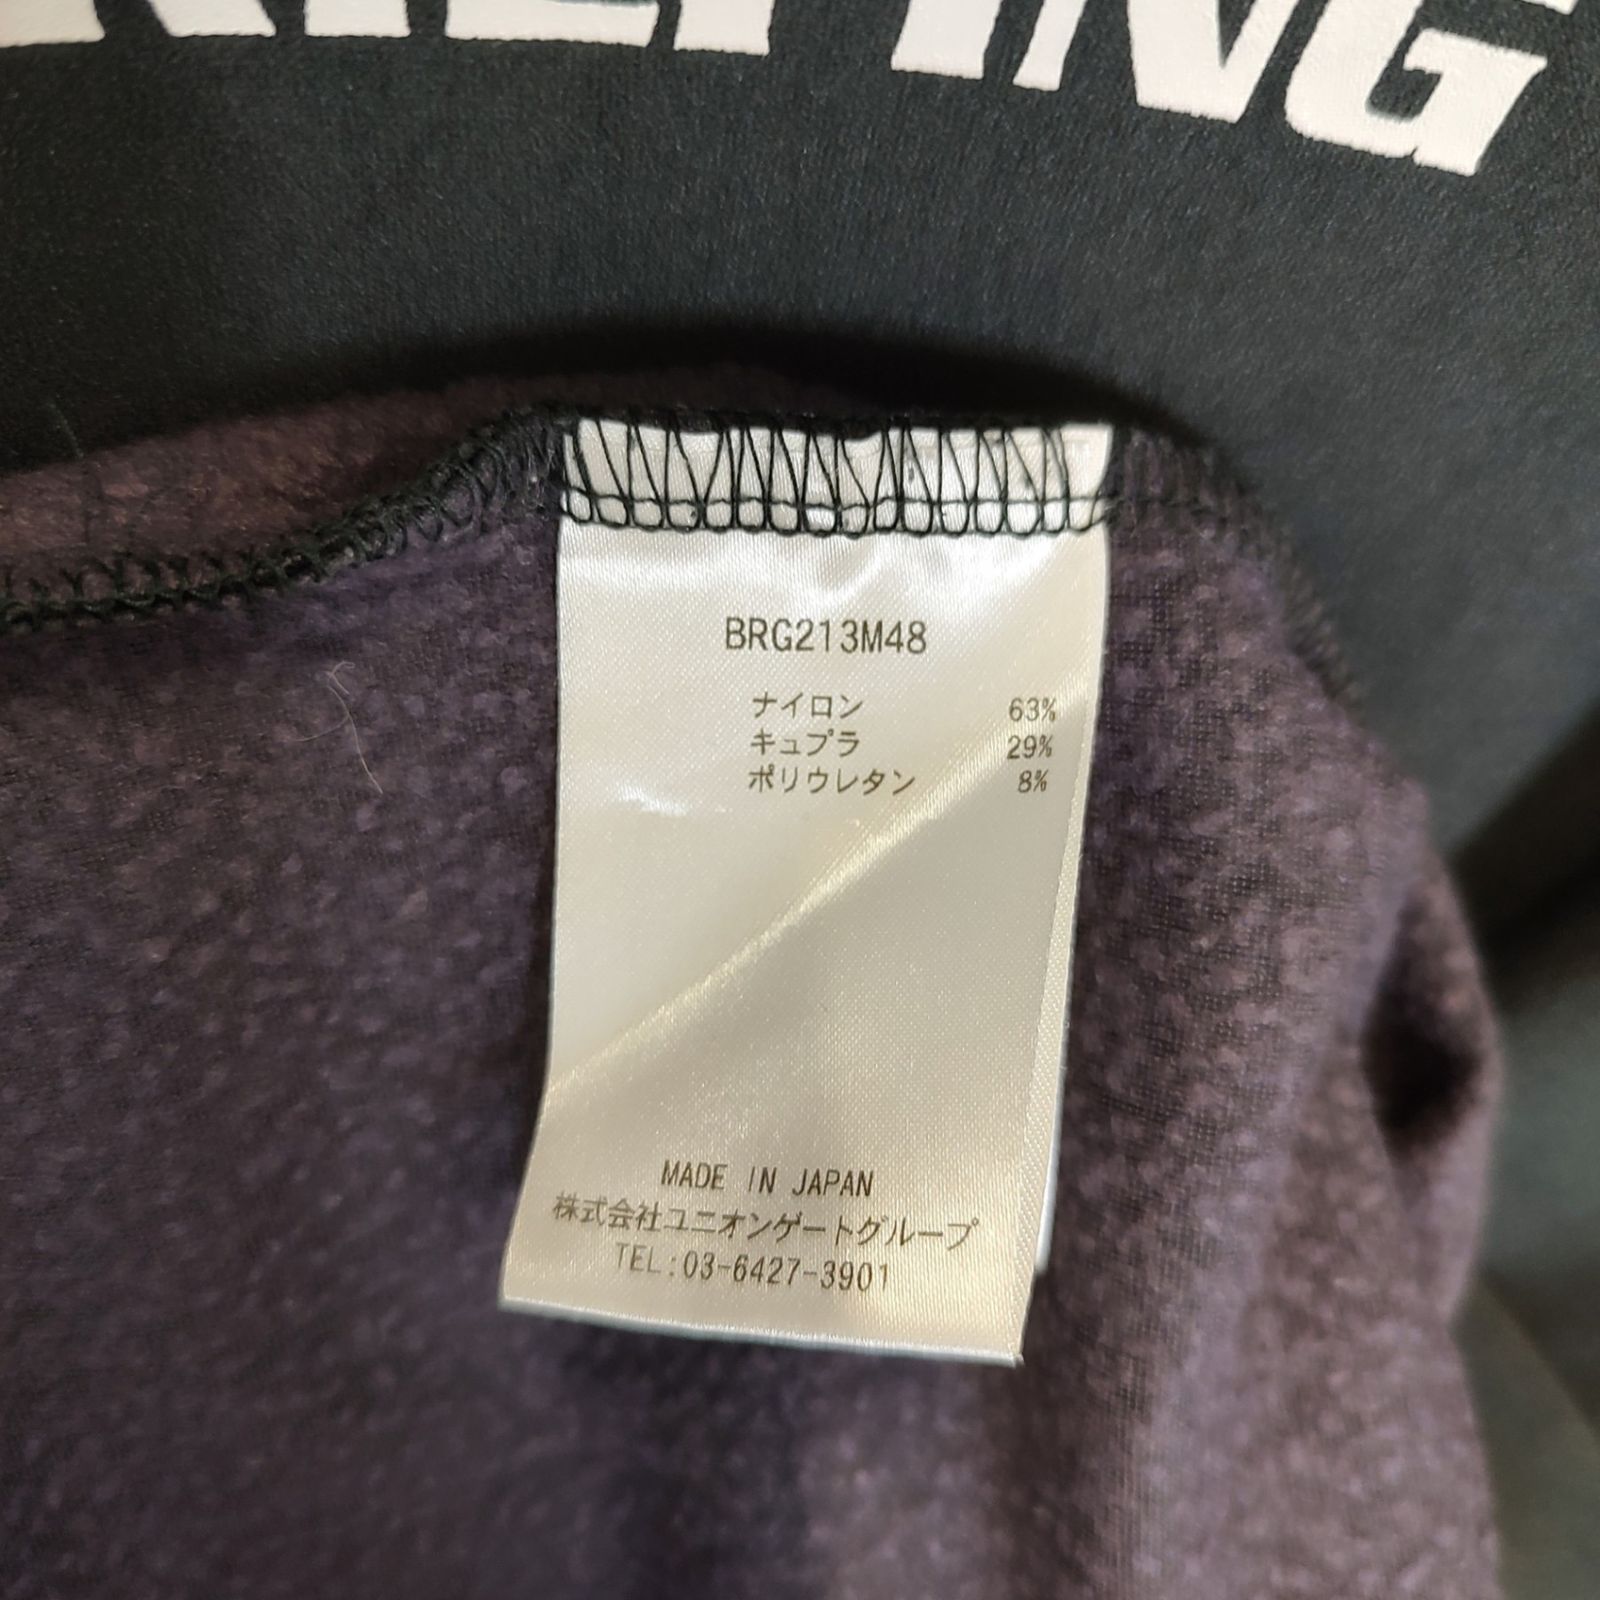 BRG213M48
ナイロン 63%
キュプラ 29%
ポリウレタン 8%
MADE IN JAPAN
株式会社ユニオンゲートグループ
TEL:03-6427-3901